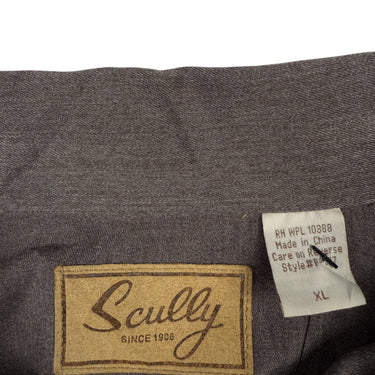 Scully
SINCE 1906
RN WPL 10388
Made in China
Care on Reverse
Style#
XL